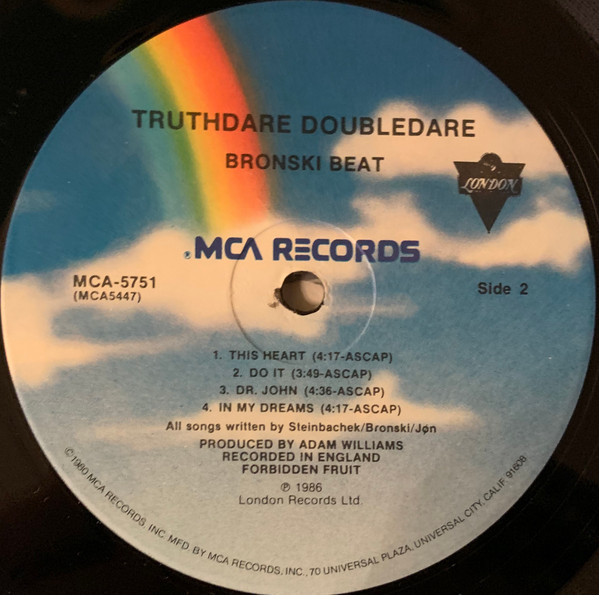 TRUTHDARE DOUBLEDARE
BRONSKI BEAT
LONDON
®MCA RECORDS
MCA-5751
(MCA5447)
Side 2
1. THIS HEART (4:17-ASCAP)
2. DO IT (3:49-ASCAP)
3. DR. JOHN (4:36-ASCAP)
4. IN MY DREAMS (4:17-ASCAP)
All songs written by Steinbachek/Bronski/Jøn
PRODUCED BY ADAM WILLIAMS
RECORDED IN ENGLAND
FORBIDDEN FRUIT
℗ 1986
London Records Ltd.
©1980 MCA RECORDS, INC. MFD. BY MCA RECORDS, INC., 70 UNIVERSAL PLAZA, UNIVERSAL CITY, CALIF. 91608